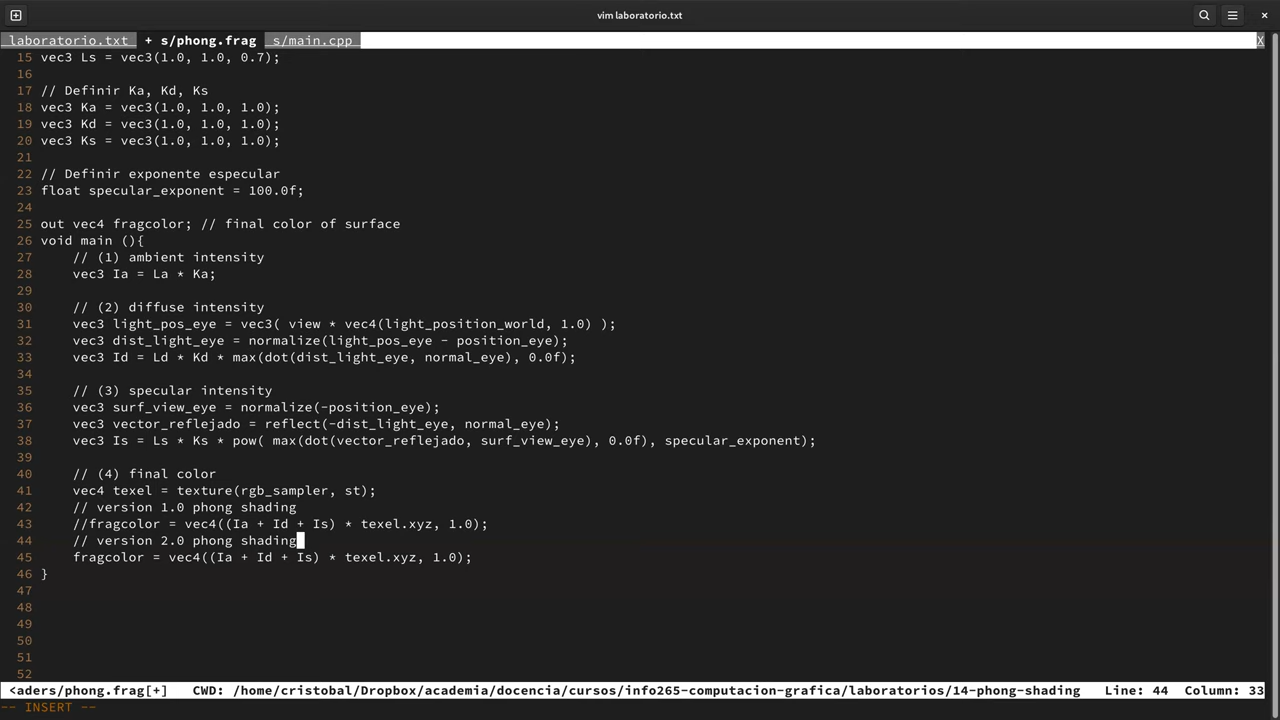 vim laboratorio.txt
laboratorio.txt + s/phong.frag s/main.cpp X
15 vec3 Ls = vec3(1.0, 1.0, 0.7);
16
17 // Definir Ka, Kd, Ks
18 vec3 Ka = vec3(1.0, 1.0, 1.0);
19 vec3 Kd = vec3(1.0, 1.0, 1.0);
20 vec3 Ks = vec3(1.0, 1.0, 1.0);
21
22 // Definir exponente especular
23 float specular_exponent = 100.0f;
24
25 out vec4 fragcolor; // final color of surface
26 void main (){
27     // (1) ambient intensity
28     vec3 Ia = La * Ka;
29
30     // (2) diffuse intensity
31     vec3 light_pos_eye = vec3( view * vec4(light_position_world, 1.0) );
32     vec3 dist_light_eye = normalize(light_pos_eye - position_eye);
33     vec3 Id = Ld * Kd * max(dot(dist_light_eye, normal_eye), 0.0f);
34
35     // (3) specular intensity
36     vec3 surf_view_eye = normalize(-position_eye);
37     vec3 vector_reflejado = reflect(-dist_light_eye, normal_eye);
38     vec3 Is = Ls * Ks * pow( max(dot(vector_reflejado, surf_view_eye), 0.0f), specular_exponent);
39
40     // (4) final color
41     vec4 texel = texture(rgb_sampler, st);
42     // version 1.0 phong shading
43     //fragcolor = vec4((Ia + Id + Is) * texel.xyz, 1.0);
44     // version 2.0 phong shading
45     fragcolor = vec4((Ia + Id + Is) * texel.xyz, 1.0);
46 }
47
48
49
50
51
52
<aders/phong.frag[+] CWD: /home/cristobal/Dropbox/academia/docencia/cursos/info265-computacion-grafica/laboratorios/14-phong-shading Line: 44 Column: 33
-- INSERT --